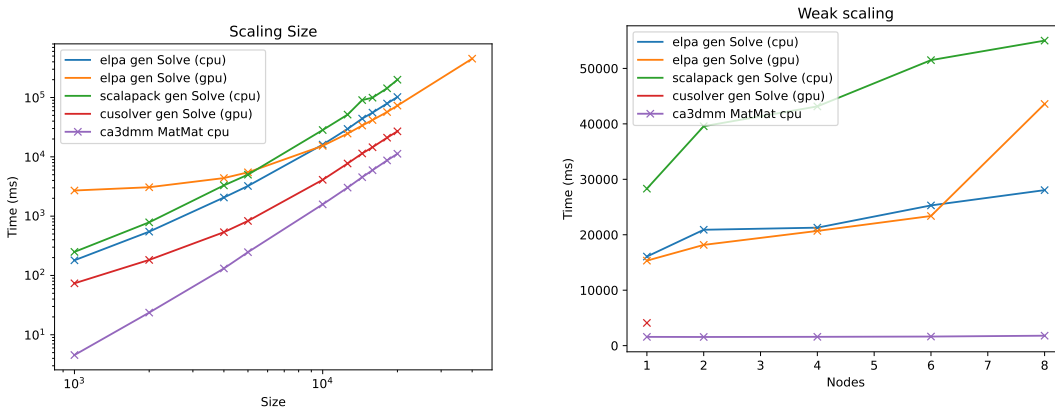 Scaling Size
elpa gen Solve (cpu)
elpa gen Solve (gpu)
scalapack gen Solve (cpu)
cusolver gen Solve (gpu)
ca3dmm MatMat cpu
10^5
10^4
10^3
10^2
10^1
Time (ms)
10^3 10^4
Size
Weak scaling
elpa gen Solve (cpu)
elpa gen Solve (gpu)
scalapack gen Solve (cpu)
cusolver gen Solve (gpu)
ca3dmm MatMat cpu
50000
40000
30000
20000
10000
0
Time (ms)
1 2 3 4 5 6 7 8
Nodes